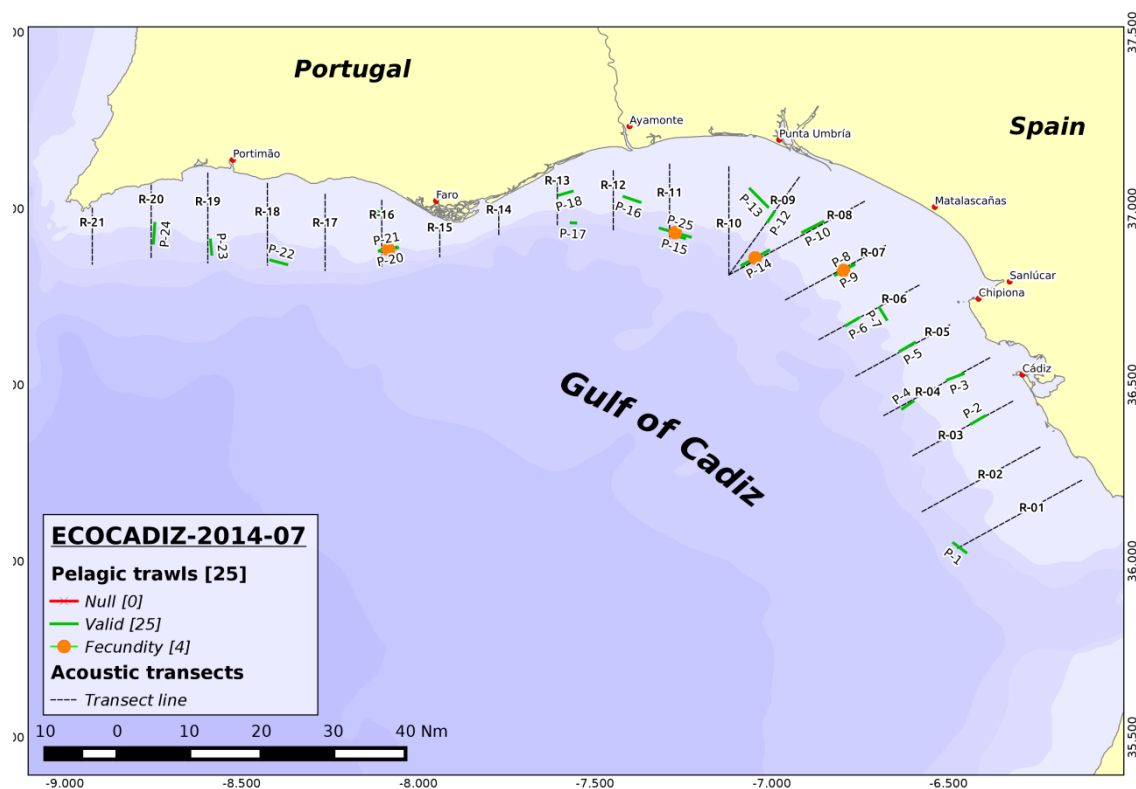 Portugal
Spain
Ayamonte
Punta Umbría
Portimão
Faro
Matalascañas
Sanlúcar
Chipiona
Cádiz
Gulf of Cadiz
R-21
R-20
R-19
R-18
R-17
R-16
R-15
R-14
R-13
R-12
R-11
R-10
R-09
R-08
R-07
R-06
R-05
R-04
R-03
R-02
R-01
P-24
P-23
P-22
P-21
P-20
P-18
P-17
P-16
P-25
P-15
P-13
P-12
P-14
P-10
P-8
P-9
P-7
P-6
P-5
P-4
P-3
P-2
P-1
ECOCADIZ-2014-07
Pelagic trawls [25]
Null [0]
Valid [25]
Fecundity [4]
Acoustic transects
Transect line
10 0 10 20 30 40 Nm
-9.000 -8.500 -8.000 -7.500 -7.000 -6.500
37.500
37.000
36.500
36.000
35.500
00
00
00
00
00